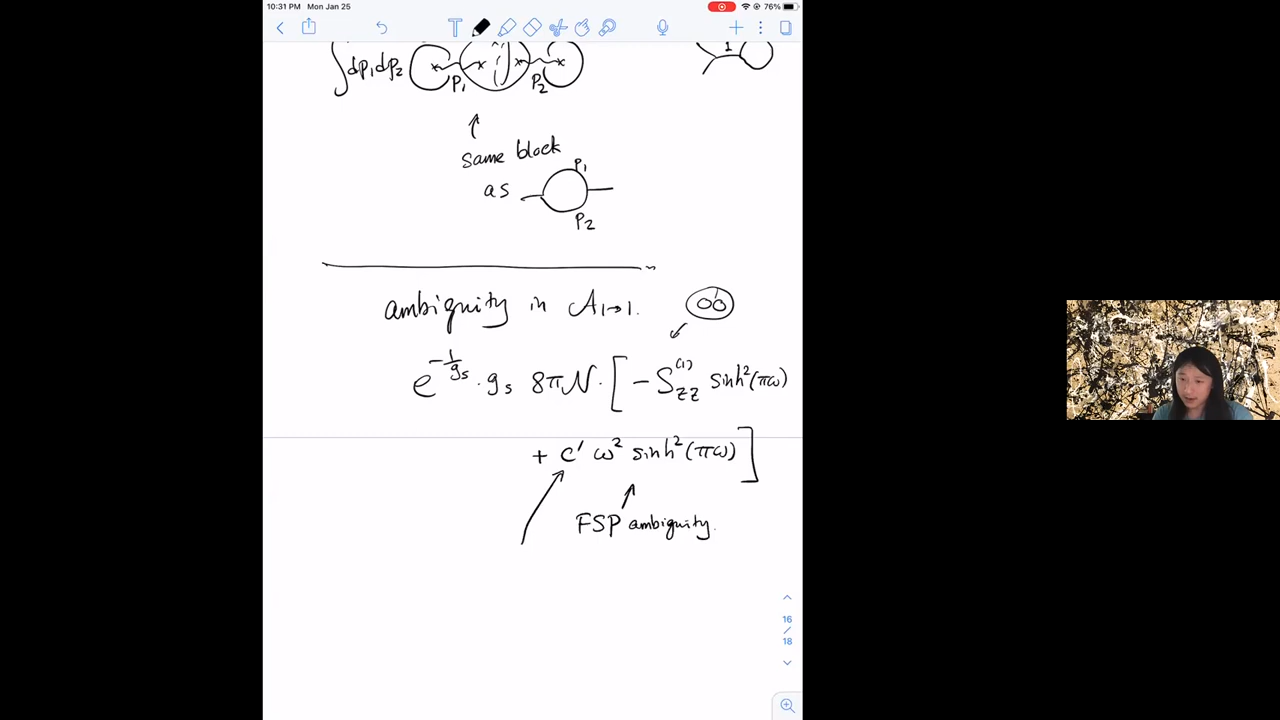 10:31 PM Mon Jan 25
76%
∫dp₁dp₂
P₁
P₂
1
same block
as
P₁
P₂
ambiguity in A₁→₁.
e^{-1/g_s} · g_s 8π𝒩 · [ - S_{ZZ}^{(1)} sinh²(πω)
+ c' ω² sinh²(πω) ]
FSP ambiguity.
16
/
18